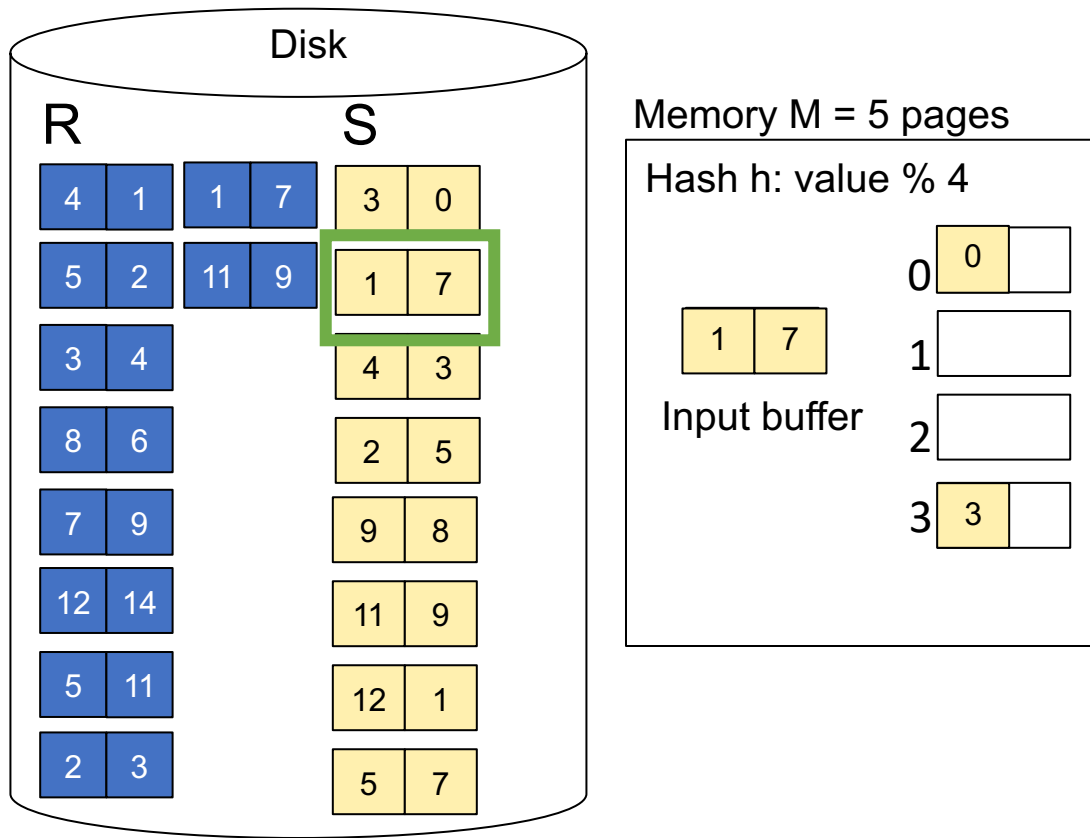 Disk
R S
4 1 1 7 3 0
5 2 11 9 1 7
3 4 4 3
8 6 2 5
7 9 9 8
12 14 11 9
5 11 12 1
2 3 5 7
Memory M = 5 pages
Hash h: value % 4
0 0
1 7
1
Input buffer
2
3 3